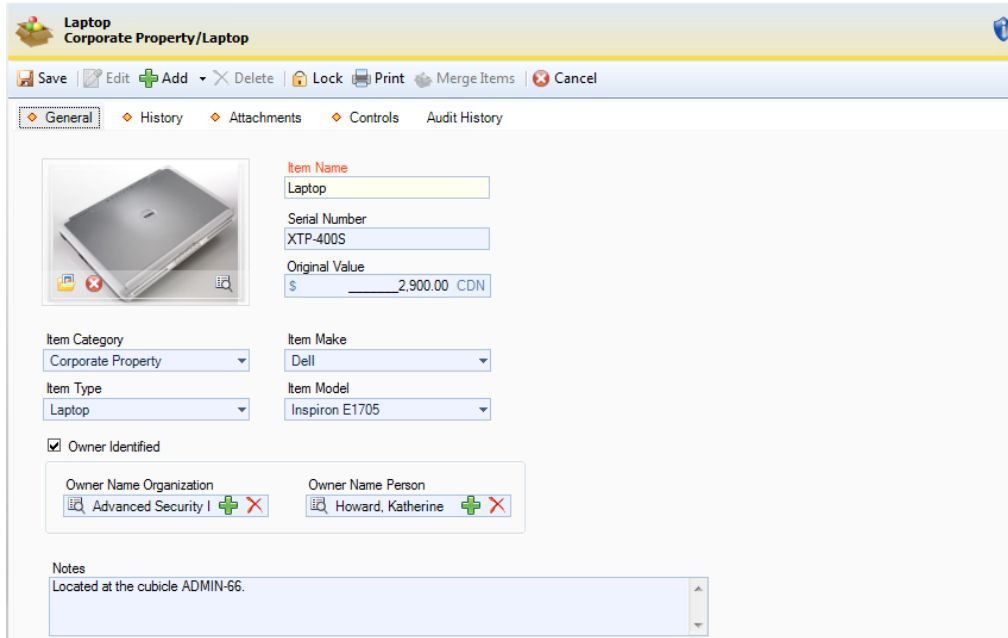 Laptop
Corporate Property/Laptop
Save Edit Add Delete Lock Print Merge Items Cancel
General History Attachments Controls Audit History
Item Name
Laptop
Serial Number
XTP-400S
Original Value
$ _______2,900.00 CDN
Item Category Item Make
Corporate Property Dell
Item Type Item Model
Laptop Inspiron E1705
Owner Identified
Owner Name Organization Owner Name Person
Advanced Security I Howard, Katherine
Notes
Located at the cubicle ADMIN-66.